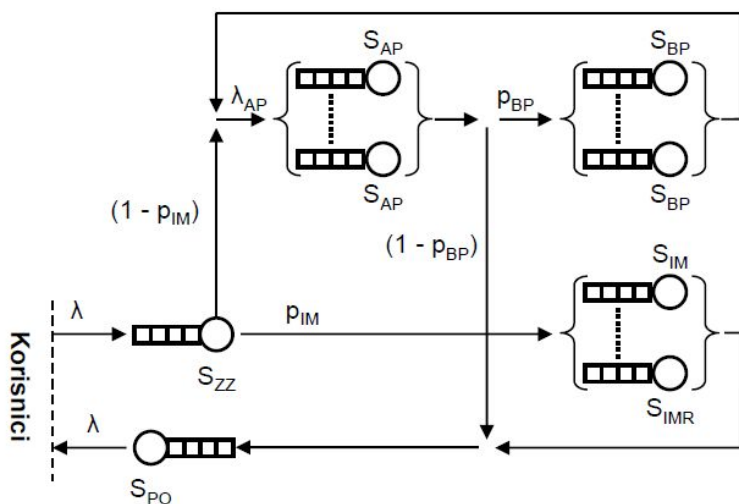 S_AP
S_BP
λ_AP
p_BP
S_AP
S_BP
(1 - p_IM)
(1 - p_BP)
S_IM
λ
p_IM
Korisnici
S_ZZ
S_IMR
λ
S_PO